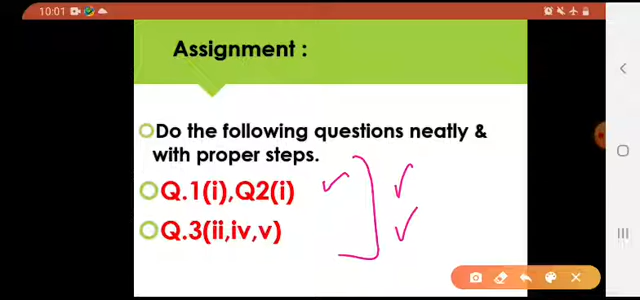 10:01
Assignment :
Do the following questions neatly &
with proper steps.
Q.1(i),Q2(i)
Q.3(ii,iv,v)